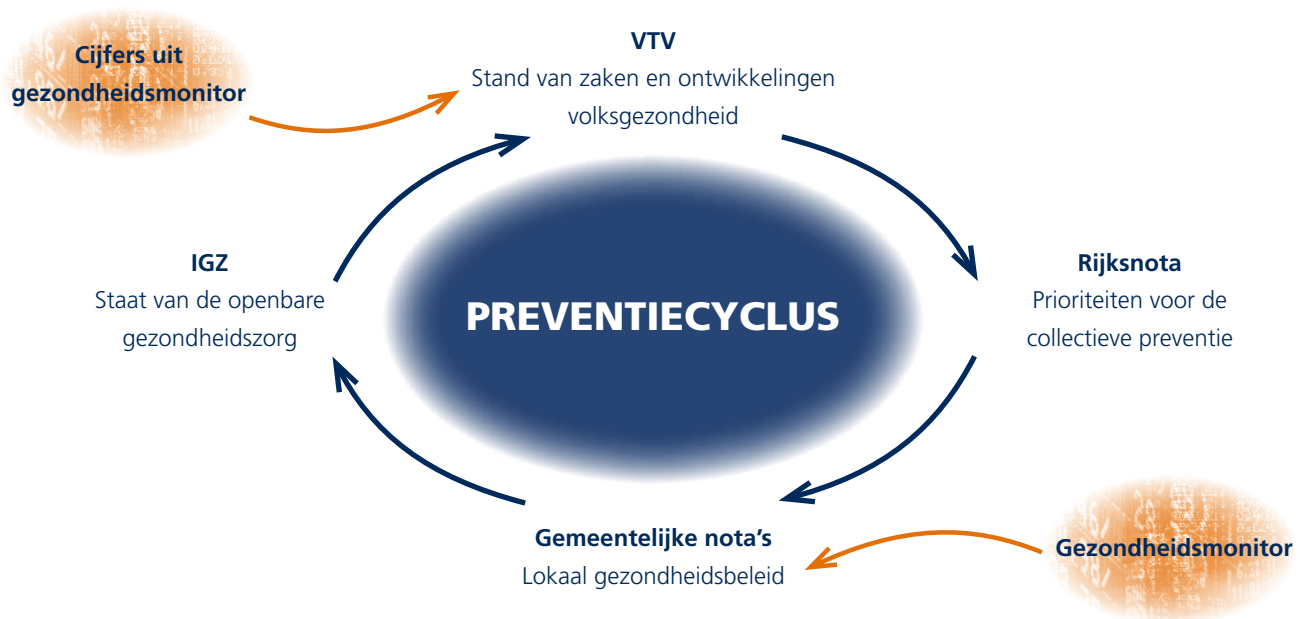 Cijfers uit
gezondheidsmonitor
VTV
Stand van zaken en ontwikkelingen
volksgezondheid
IGZ
Staat van de openbare
gezondheidszorg
PREVENTIECYCLUS
Rijksnota
Prioriteiten voor de
collectieve preventie
Gemeentelijke nota’s
Lokaal gezondheidsbeleid
Gezondheidsmonitor